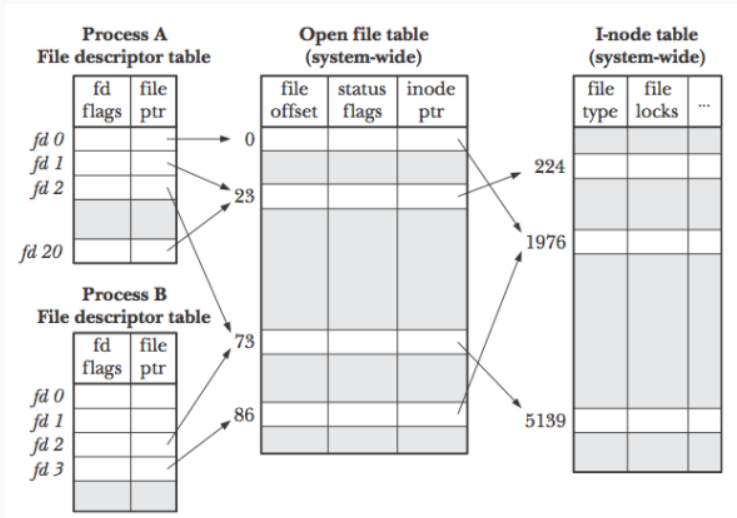 Process A
File descriptor table
fd flags
file ptr
fd 0
fd 1
fd 2
fd 20
Process B
File descriptor table
fd flags
file ptr
fd 0
fd 1
fd 2
fd 3
Open file table
(system-wide)
file offset
status flags
inode ptr
0
23
73
86
I-node table
(system-wide)
file type
file locks
...
224
1976
5139